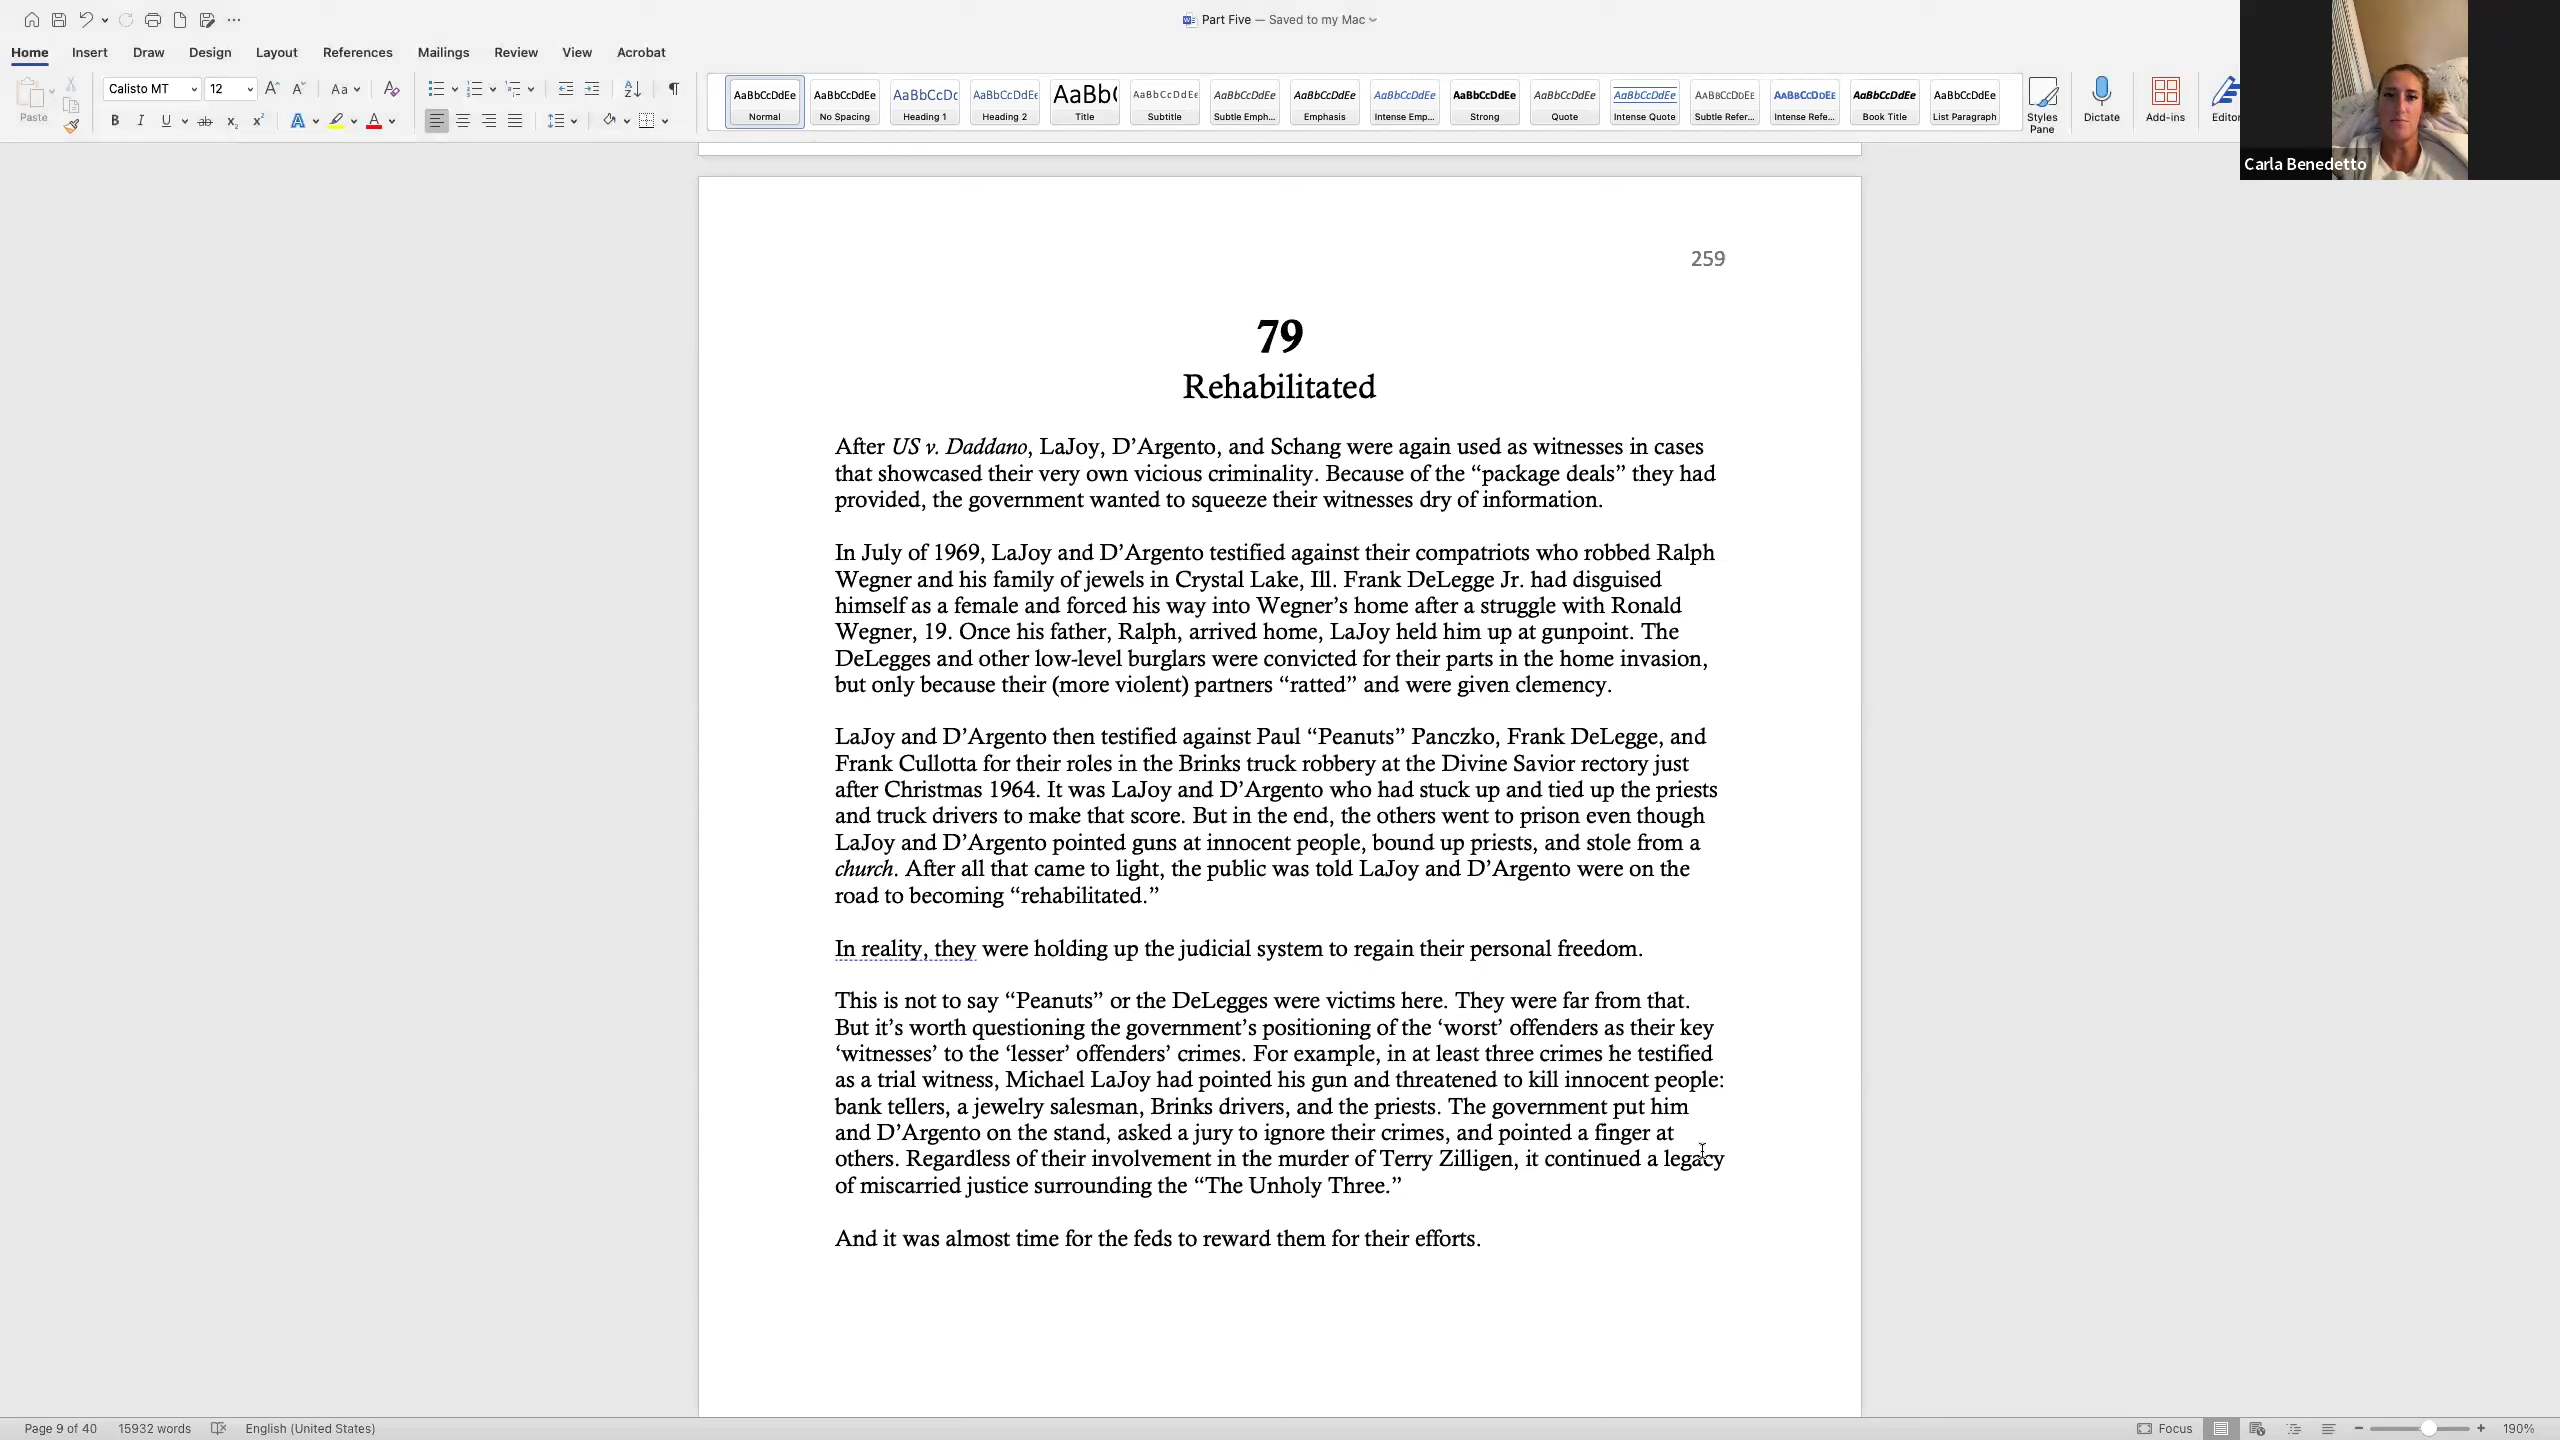 Part Five — Saved to my Mac
Home Insert Draw Design Layout References Mailings Review View Acrobat
Paste
Calisto MT 12
AaBbCcDdEe AaBbCcDdEe AaBbCcDc AaBbCcDdEe AaBb( AaBbCcDdEe AaBbCcDdEe AaBbCcDdEe AaBbCcDdEe AaBbCcDdEe AaBbCcDdEe AaBbCcDdEe AaBbCcDdEe AaBbCcDdEe AaBbCcDdEe AaBbCcDdEe
Normal No Spacing Heading 1 Heading 2 Title Subtitle Subtle Emph... Emphasis Intense Emp... Strong Quote Intense Quote Subtle Refer... Intense Refe... Book Title List Paragraph
Styles Pane Dictate Add-ins Editor
Carla Benedetto
259
79
Rehabilitated
After US v. Daddano, LaJoy, D’Argento, and Schang were again used as witnesses in cases
that showcased their very own vicious criminality. Because of the “package deals” they had
provided, the government wanted to squeeze their witnesses dry of information.
In July of 1969, LaJoy and D’Argento testified against their compatriots who robbed Ralph
Wegner and his family of jewels in Crystal Lake, Ill. Frank DeLegge Jr. had disguised
himself as a female and forced his way into Wegner’s home after a struggle with Ronald
Wegner, 19. Once his father, Ralph, arrived home, LaJoy held him up at gunpoint. The
DeLegges and other low-level burglars were convicted for their parts in the home invasion,
but only because their (more violent) partners “ratted” and were given clemency.
LaJoy and D’Argento then testified against Paul “Peanuts” Panczko, Frank DeLegge, and
Frank Cullotta for their roles in the Brinks truck robbery at the Divine Savior rectory just
after Christmas 1964. It was LaJoy and D’Argento who had stuck up and tied up the priests
and truck drivers to make that score. But in the end, the others went to prison even though
LaJoy and D’Argento pointed guns at innocent people, bound up priests, and stole from a
church. After all that came to light, the public was told LaJoy and D’Argento were on the
road to becoming “rehabilitated.”
In reality, they were holding up the judicial system to regain their personal freedom.
This is not to say “Peanuts” or the DeLegges were victims here. They were far from that.
But it’s worth questioning the government’s positioning of the ‘worst’ offenders as their key
‘witnesses’ to the ‘lesser’ offenders’ crimes. For example, in at least three crimes he testified
as a trial witness, Michael LaJoy had pointed his gun and threatened to kill innocent people:
bank tellers, a jewelry salesman, Brinks drivers, and the priests. The government put him
and D’Argento on the stand, asked a jury to ignore their crimes, and pointed a finger at
others. Regardless of their involvement in the murder of Terry Zilligen, it continued a legacy
of miscarried justice surrounding the “The Unholy Three.”
And it was almost time for the feds to reward them for their efforts.
Page 9 of 40 15932 words English (United States) Focus 190%